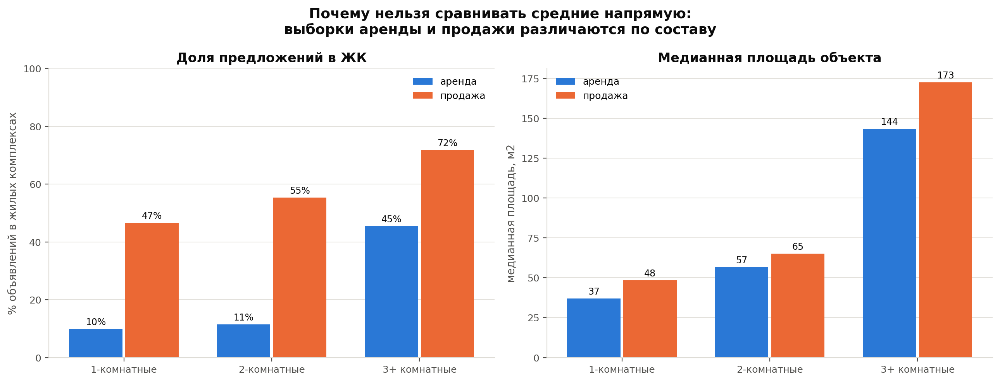 Почему нельзя сравнивать средние напрямую:
выборки аренды и продажи различаются по составу
Доля предложений в ЖК
% объявлений в жилых комплексах
100
80
60
40
20
0
аренда
продажа
10%
47%
11%
55%
45%
72%
1-комнатные
2-комнатные
3+ комнатные
Медианная площадь объекта
медианная площадь, м2
175
150
125
100
75
50
25
0
аренда
продажа
37
48
57
65
144
173
1-комнатные
2-комнатные
3+ комнатные